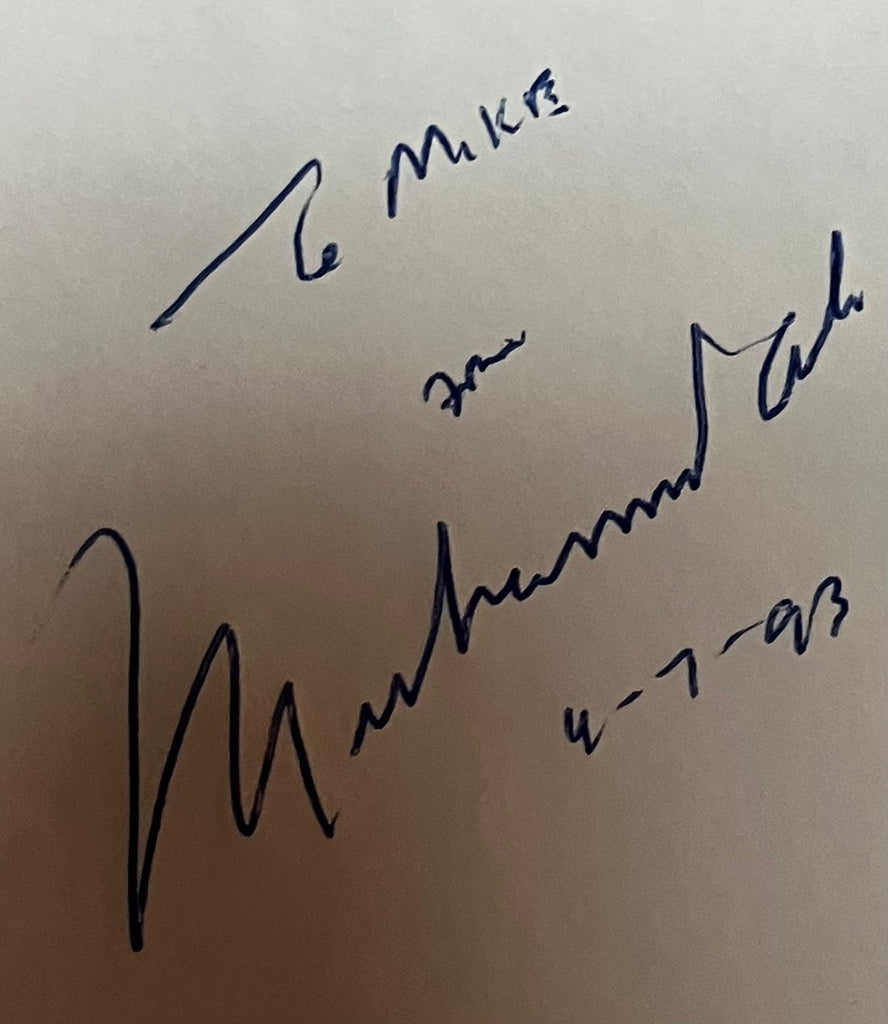 To MIKE
From
Muhammad Ali
4-7-93